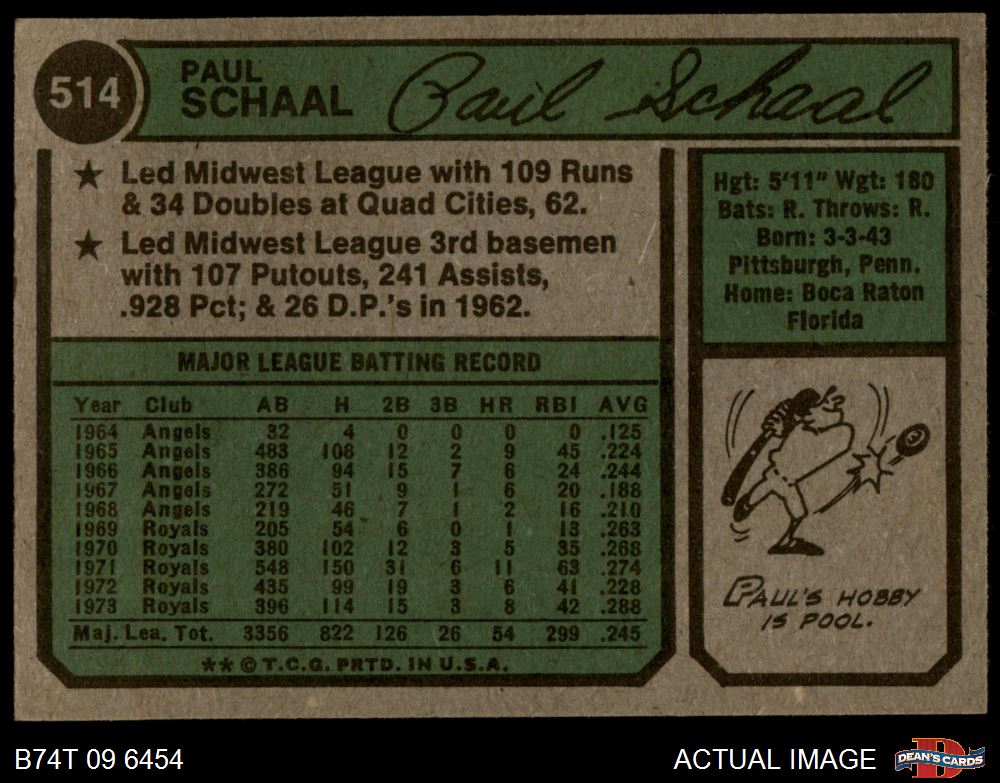 514
PAUL
SCHAAL
Paul Schaal
★ Led Midwest League with 109 Runs
& 34 Doubles at Quad Cities, 62.
★ Led Midwest League 3rd basemen
with 107 Putouts, 241 Assists,
.928 Pct; & 26 D.P.'s in 1962.
Hgt: 5'11" Wgt: 180
Bats: R. Throws: R.
Born: 3-3-43
Pittsburgh, Penn.
Home: Boca Raton
Florida
MAJOR LEAGUE BATTING RECORD
Year Club AB H 2B 3B HR RBI AVG
1964 Angels 32 4 0 0 0 0 .125
1965 Angels 483 108 12 2 9 45 .224
1966 Angels 386 94 15 7 6 24 .244
1967 Angels 272 51 9 1 6 20 .188
1968 Angels 219 46 7 1 2 16 .210
1969 Royals 205 54 6 0 1 13 .263
1970 Royals 380 102 12 3 5 35 .268
1971 Royals 548 150 31 6 11 63 .274
1972 Royals 435 99 19 3 6 41 .228
1973 Royals 396 114 15 3 8 42 .288
Maj. Lea. Tot. 3356 822 126 26 54 299 .245
** © T.C.G. PRTD. IN U.S.A.
PAUL'S HOBBY
IS POOL.
B74T 09 6454
ACTUAL IMAGE
D
DEAN'S CARDS